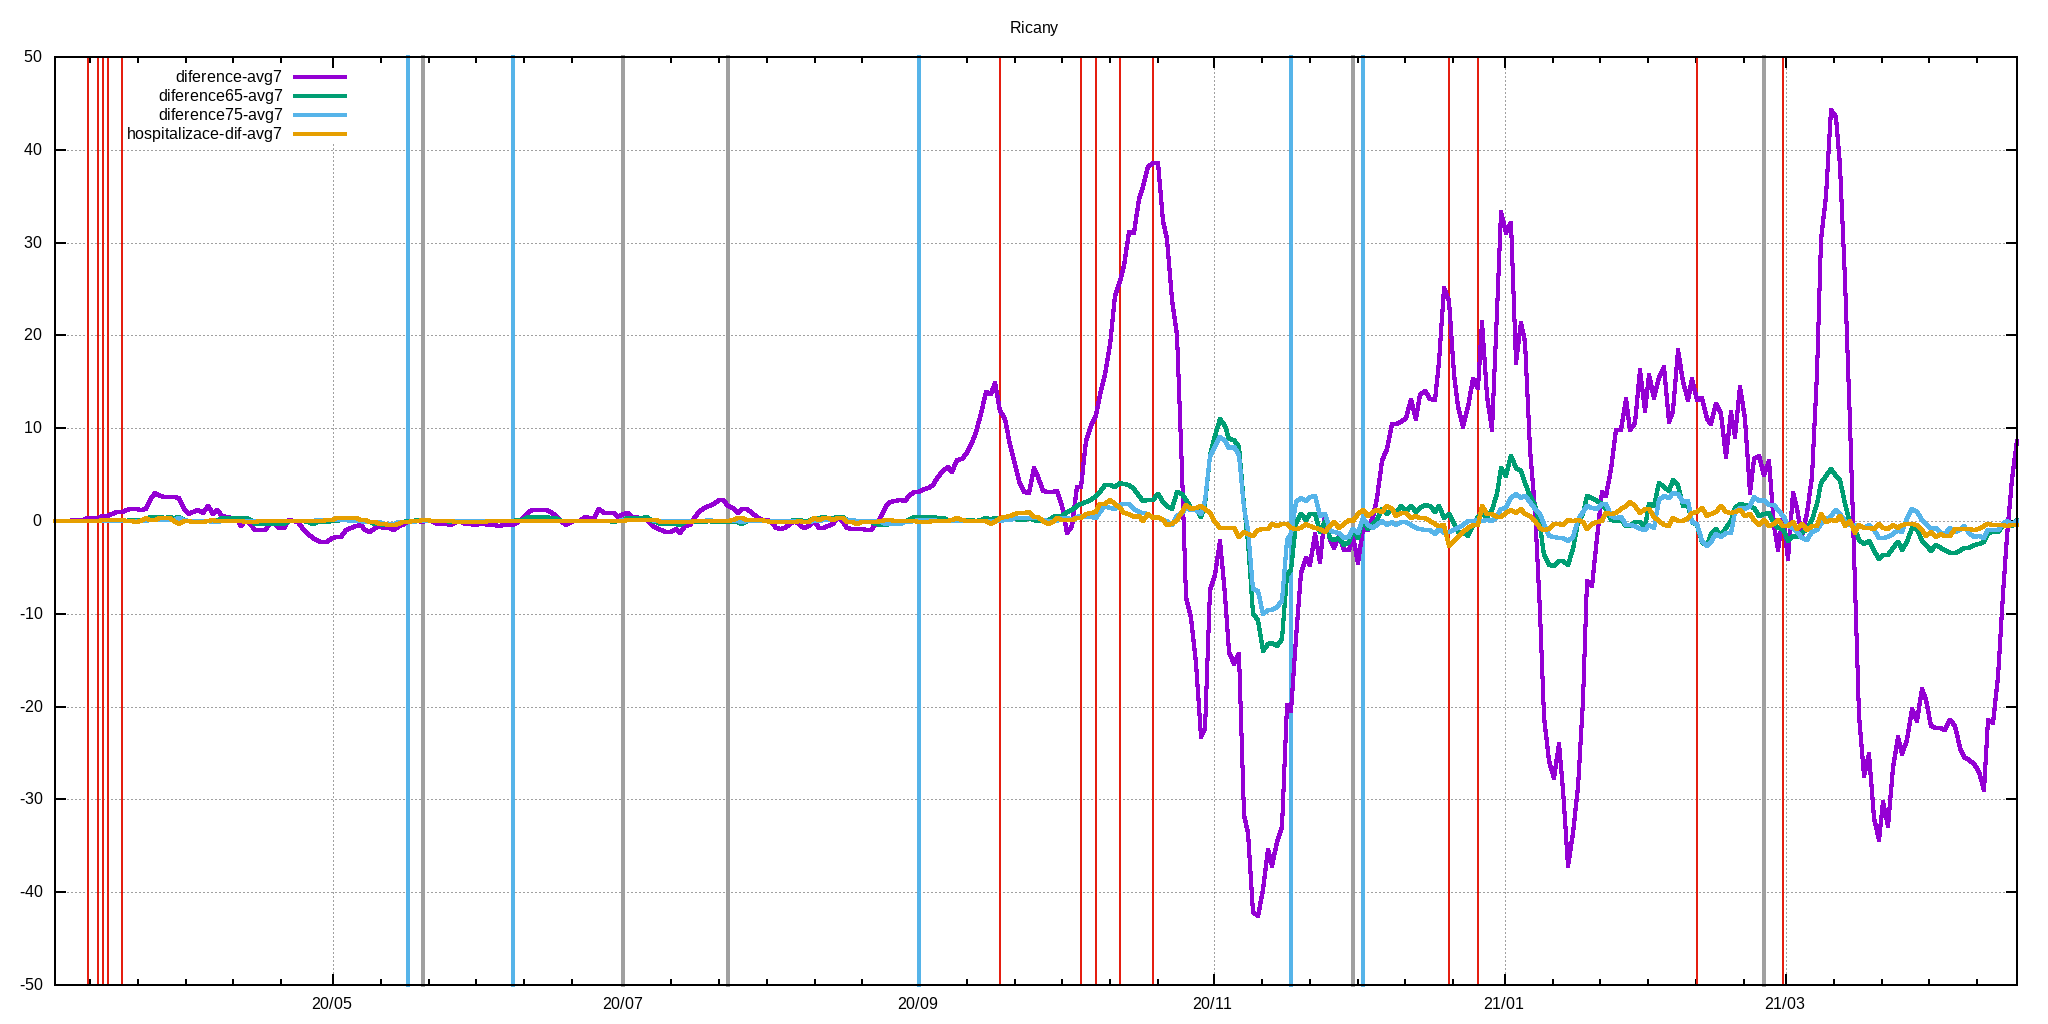 Ricany
diference-avg7
diference65-avg7
diference75-avg7
hospitalizace-dif-avg7
50
40
30
20
10
0
-10
-20
-30
-40
-50
20/05 20/07 20/09 20/11 21/01 21/03